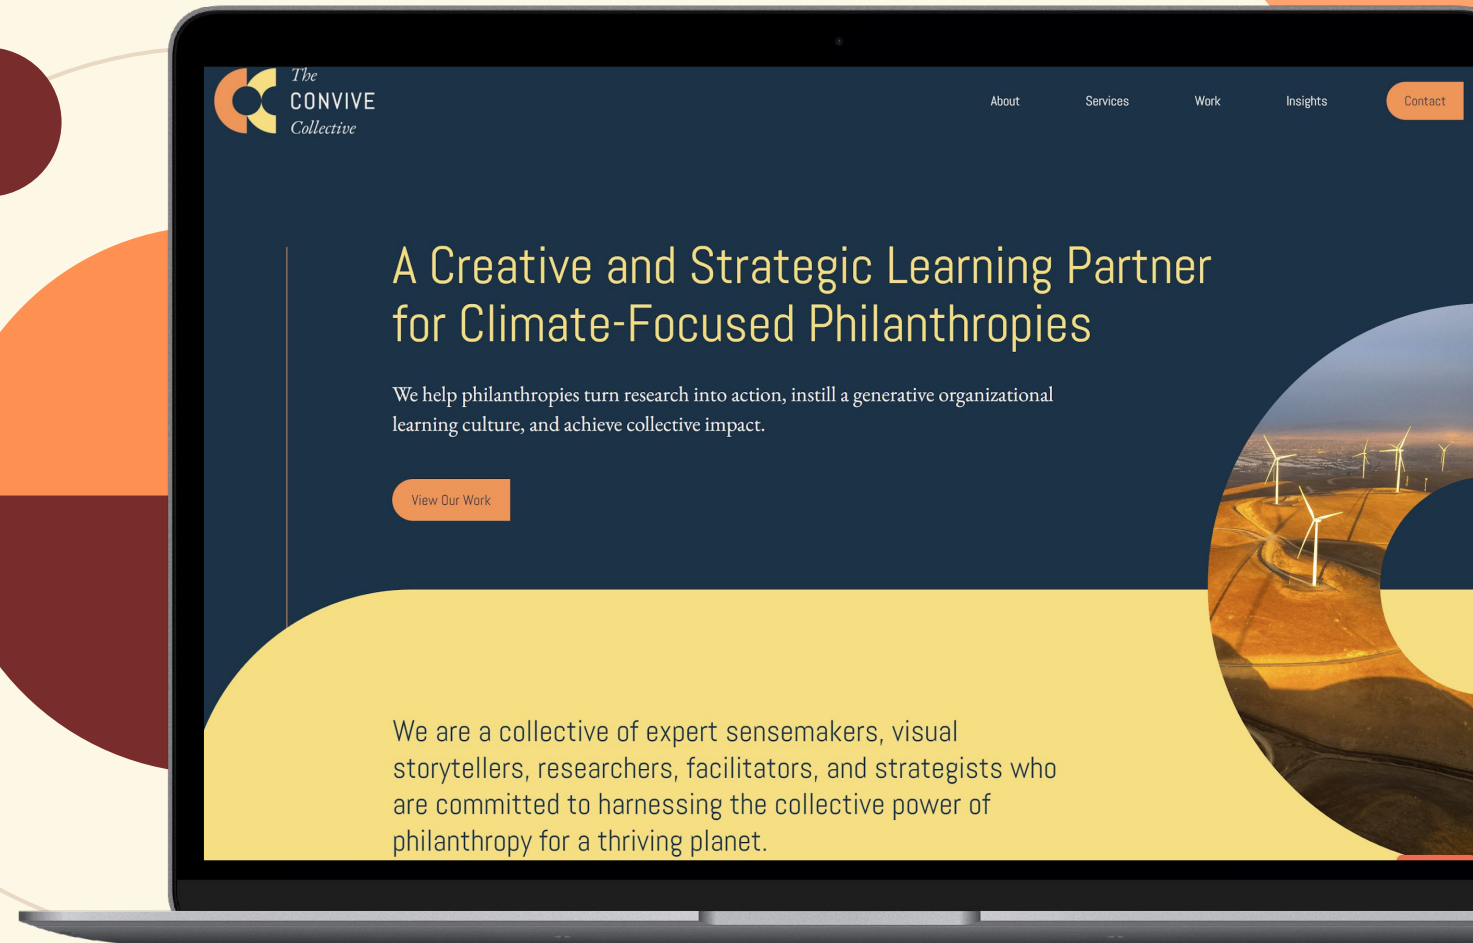 The
CONVIVE
Collective
About
Services
Work
Insights
Contact
A Creative and Strategic Learning Partner
for Climate-Focused Philanthropies
We help philanthropies turn research into action, instill a generative organizational
learning culture, and achieve collective impact.
View Our Work
We are a collective of expert sensemakers, visual
storytellers, researchers, facilitators, and strategists who
are committed to harnessing the collective power of
philanthropy for a thriving planet.